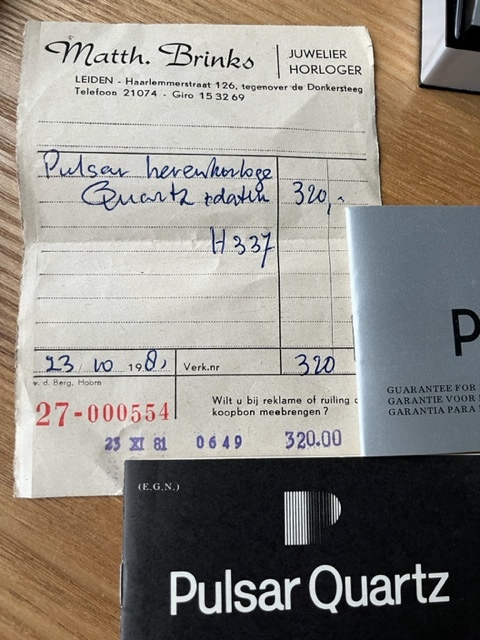 Matth. Brinks
JUWELIER
HORLOGER
LEIDEN - Haarlemmerstraat 126, tegenover de Donkersteeg
Telefoon 21074 - Giro 15 32 69
Pulsar herenhorloge
Quartz + datum 320,-
H 337
23 10 1981 Verk.nr 320
v. d. Berg, Hoorn
27-000554
Wilt u bij reklame of ruiling
koopbon meebrengen?
23 XI 81 0649 320.00
P
GUARANTEE FOR
GARANTIE VOOR
GARANTIA PARA
(E.G.N.)
Pulsar Quartz